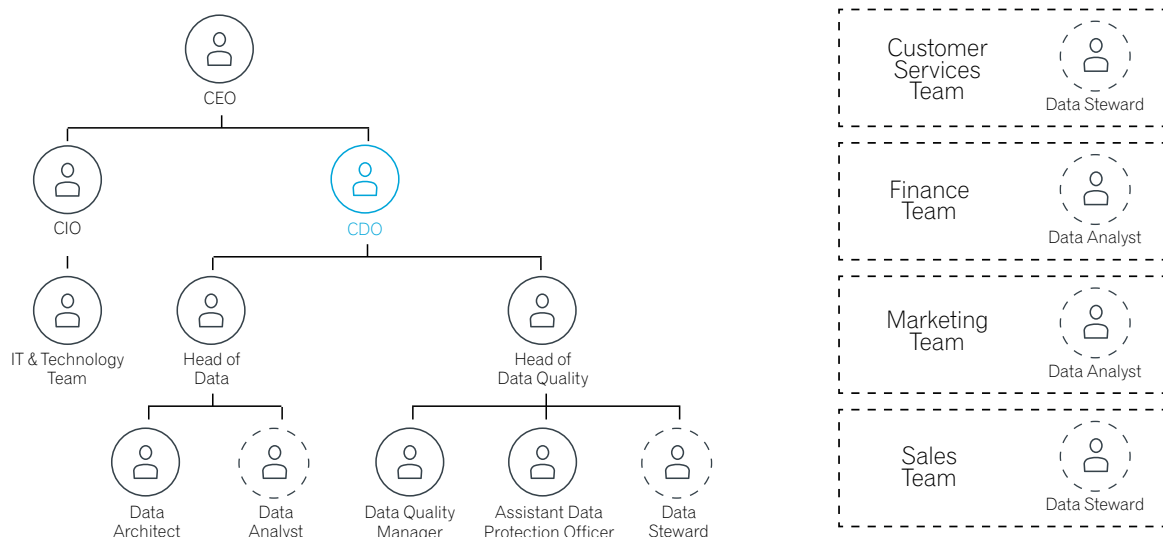 CEO
CIO
CDO
IT & Technology
Team
Head of
Data
Head of
Data Quality
Data
Architect
Data
Analyst
Data Quality
Manager
Assistant Data
Protection Officer
Data
Steward
Customer
Services
Team
Data Steward
Finance
Team
Data Analyst
Marketing
Team
Data Analyst
Sales
Team
Data Steward